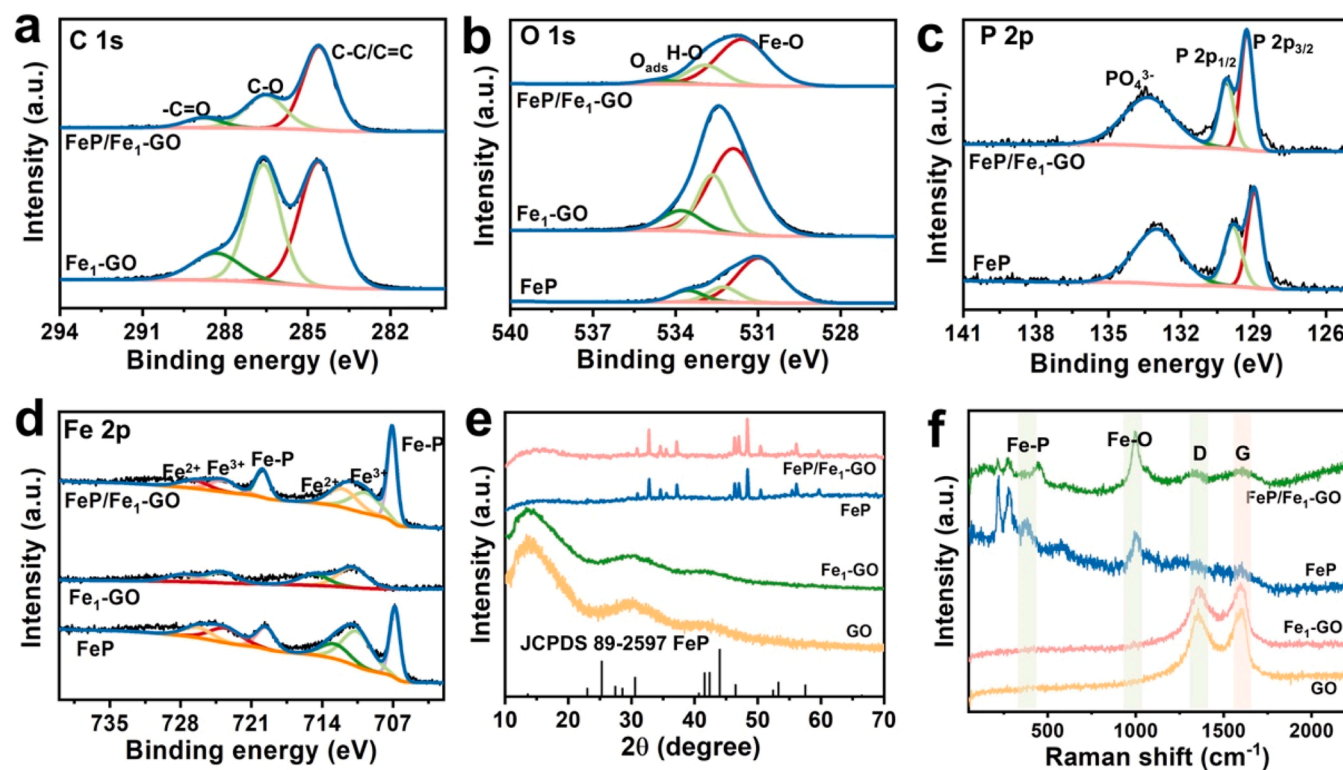 a
C 1s
C-C/C=C
C-O
-C=O
FeP/Fe₁-GO
Fe₁-GO
Intensity (a.u.)
294 291 288 285 282
Binding energy (eV)
b
O 1s
Oads
H-O
Fe-O
FeP/Fe₁-GO
Fe₁-GO
FeP
Intensity (a.u.)
540 537 534 531 528
Binding energy (eV)
c
P 2p
P 2p3/2
P 2p1/2
PO₄³⁻
FeP/Fe₁-GO
FeP
Intensity (a.u.)
141 138 135 132 129 126
Binding energy (eV)
d
Fe 2p
Fe-P
Fe²⁺ Fe³⁺ Fe-P Fe²⁺ Fe³⁺
FeP/Fe₁-GO
Fe₁-GO
FeP
Intensity (a.u.)
735 728 721 714 707
Binding energy (eV)
e
FeP/Fe₁-GO
FeP
Fe₁-GO
GO
JCPDS 89-2597 FeP
Intensity (a.u.)
10 20 30 40 50 60 70
2θ (degree)
f
Fe-P
Fe-O
D
G
FeP/Fe₁-GO
FeP
Fe₁-GO
GO
Intensity (a.u.)
500 1000 1500 2000
Raman shift (cm⁻¹)